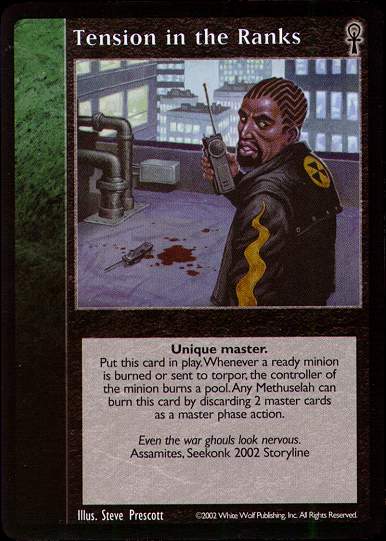 Tension in the Ranks
Unique master.
Put this card in play. Whenever a ready minion
is burned or sent to torpor, the controller of
the minion burns a pool. Any Methuselah can
burn this card by discarding 2 master cards
as a master phase action.
Even the war ghouls look nervous.
Assamites, Seekonk 2002 Storyline
Illus. Steve Prescott
©2002 White Wolf Publishing, Inc. All Rights Reserved.